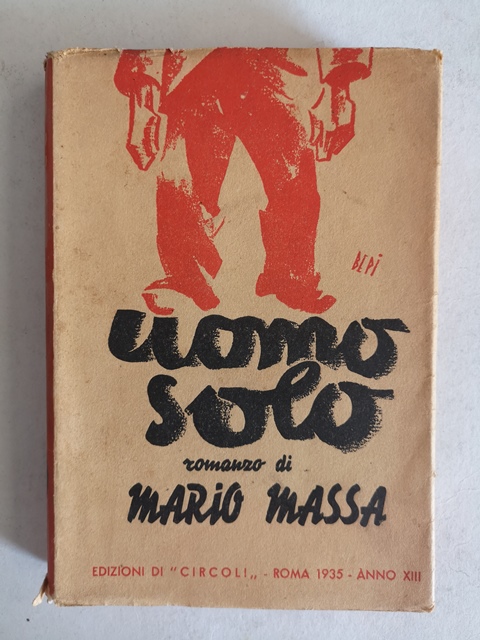 BEPI
uomo
solo
romanzo di
MARIO MASSA
EDIZIONI DI "CIRCOLI„ - ROMA 1935 - ANNO XIII